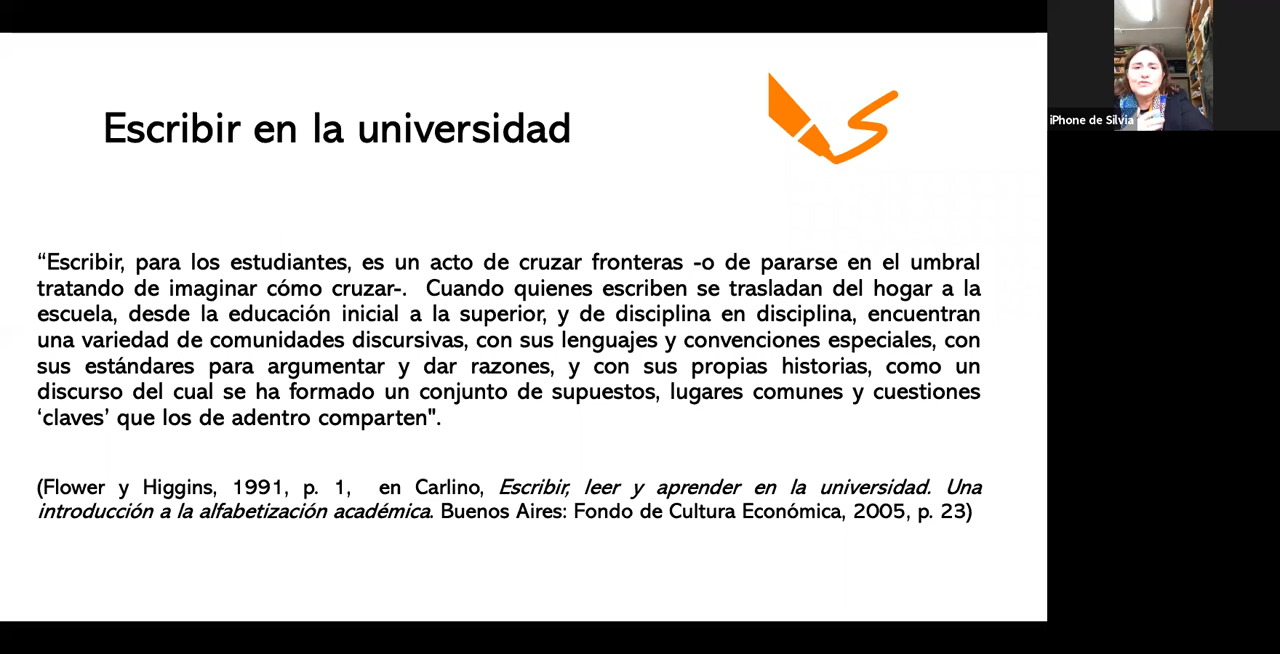 Escribir en la universidad
“Escribir, para los estudiantes, es un acto de cruzar fronteras -o de pararse en el umbral
tratando de imaginar cómo cruzar-. Cuando quienes escriben se trasladan del hogar a la
escuela, desde la educación inicial a la superior, y de disciplina en disciplina, encuentran
una variedad de comunidades discursivas, con sus lenguajes y convenciones especiales, con
sus estándares para argumentar y dar razones, y con sus propias historias, como un
discurso del cual se ha formado un conjunto de supuestos, lugares comunes y cuestiones
‘claves’ que los de adentro comparten".
(Flower y Higgins, 1991, p. 1, en Carlino, Escribir, leer y aprender en la universidad. Una
introducción a la alfabetización académica. Buenos Aires: Fondo de Cultura Económica, 2005, p. 23)
iPhone de Silvia